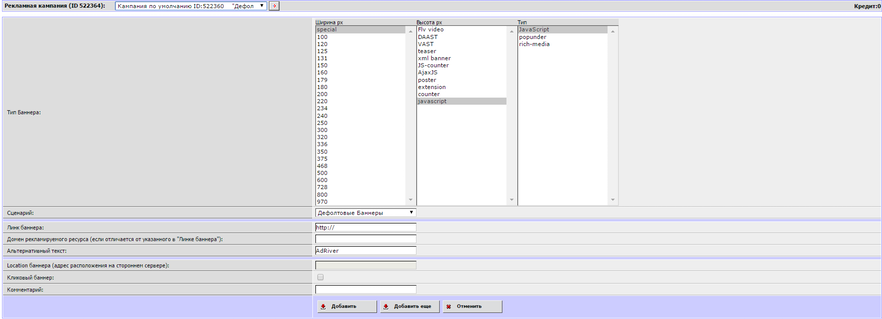 Рекламная кампания (ID 522364) Кампания по умолчанию ID:522360 "Дефол Кредит:0
Ширина px Высота px Тип
special flv video JavaScript
100 DAAST popunder
120 VAST rich-media
125 teaser
131 xml banner
150 JS-counter
160 AjaxJS
179 poster
180 extension
200 counter
220 javascript
234
240
250
300
320
336
350
375
468
500
600
728
800
970
Тип баннера:
Сценарий: Дефолтовые Баннеры
Линк баннера: http://
Домен рекламируемого ресурса (если отличается от указанного в "Линке баннера"):
Альтернативный текст: AdRiver
Location баннера (адрес расположения на стороннем сервере):
Кликовый баннер:
Комментарий:
Добавить Добавить еще Отменить